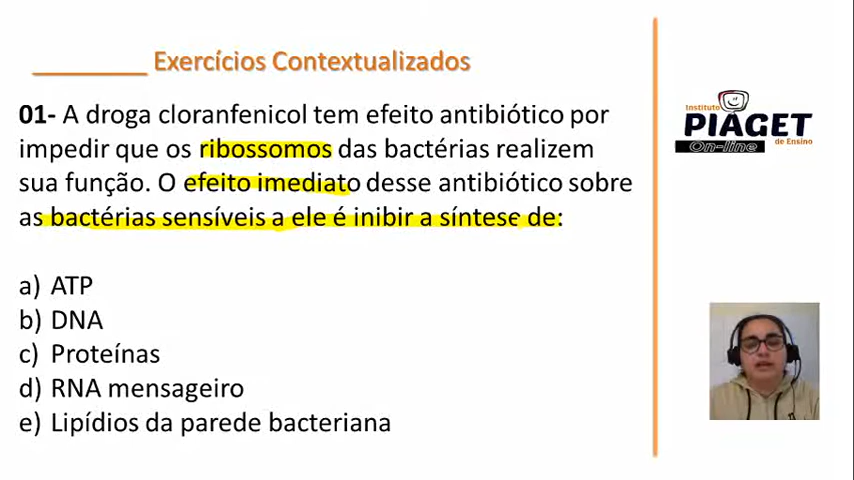 ________ Exercícios Contextualizados
01- A droga cloranfenicol tem efeito antibiótico por
impedir que os ribossomos das bactérias realizem
sua função. O efeito imediato desse antibiótico sobre
as bactérias sensíveis a ele é inibir a síntese de:
a) ATP
b) DNA
c) Proteínas
d) RNA mensageiro
e) Lipídios da parede bacteriana
Instituto
PIAGET
On-line de Ensino